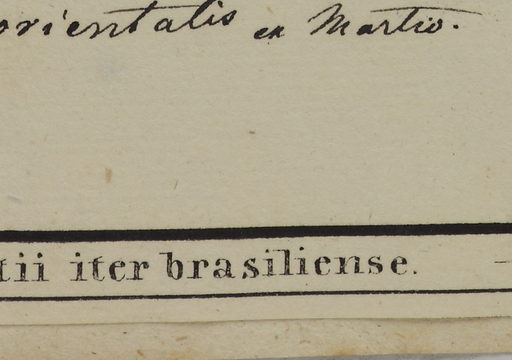 orientalis ex Martio.
tii iter brasiliense.